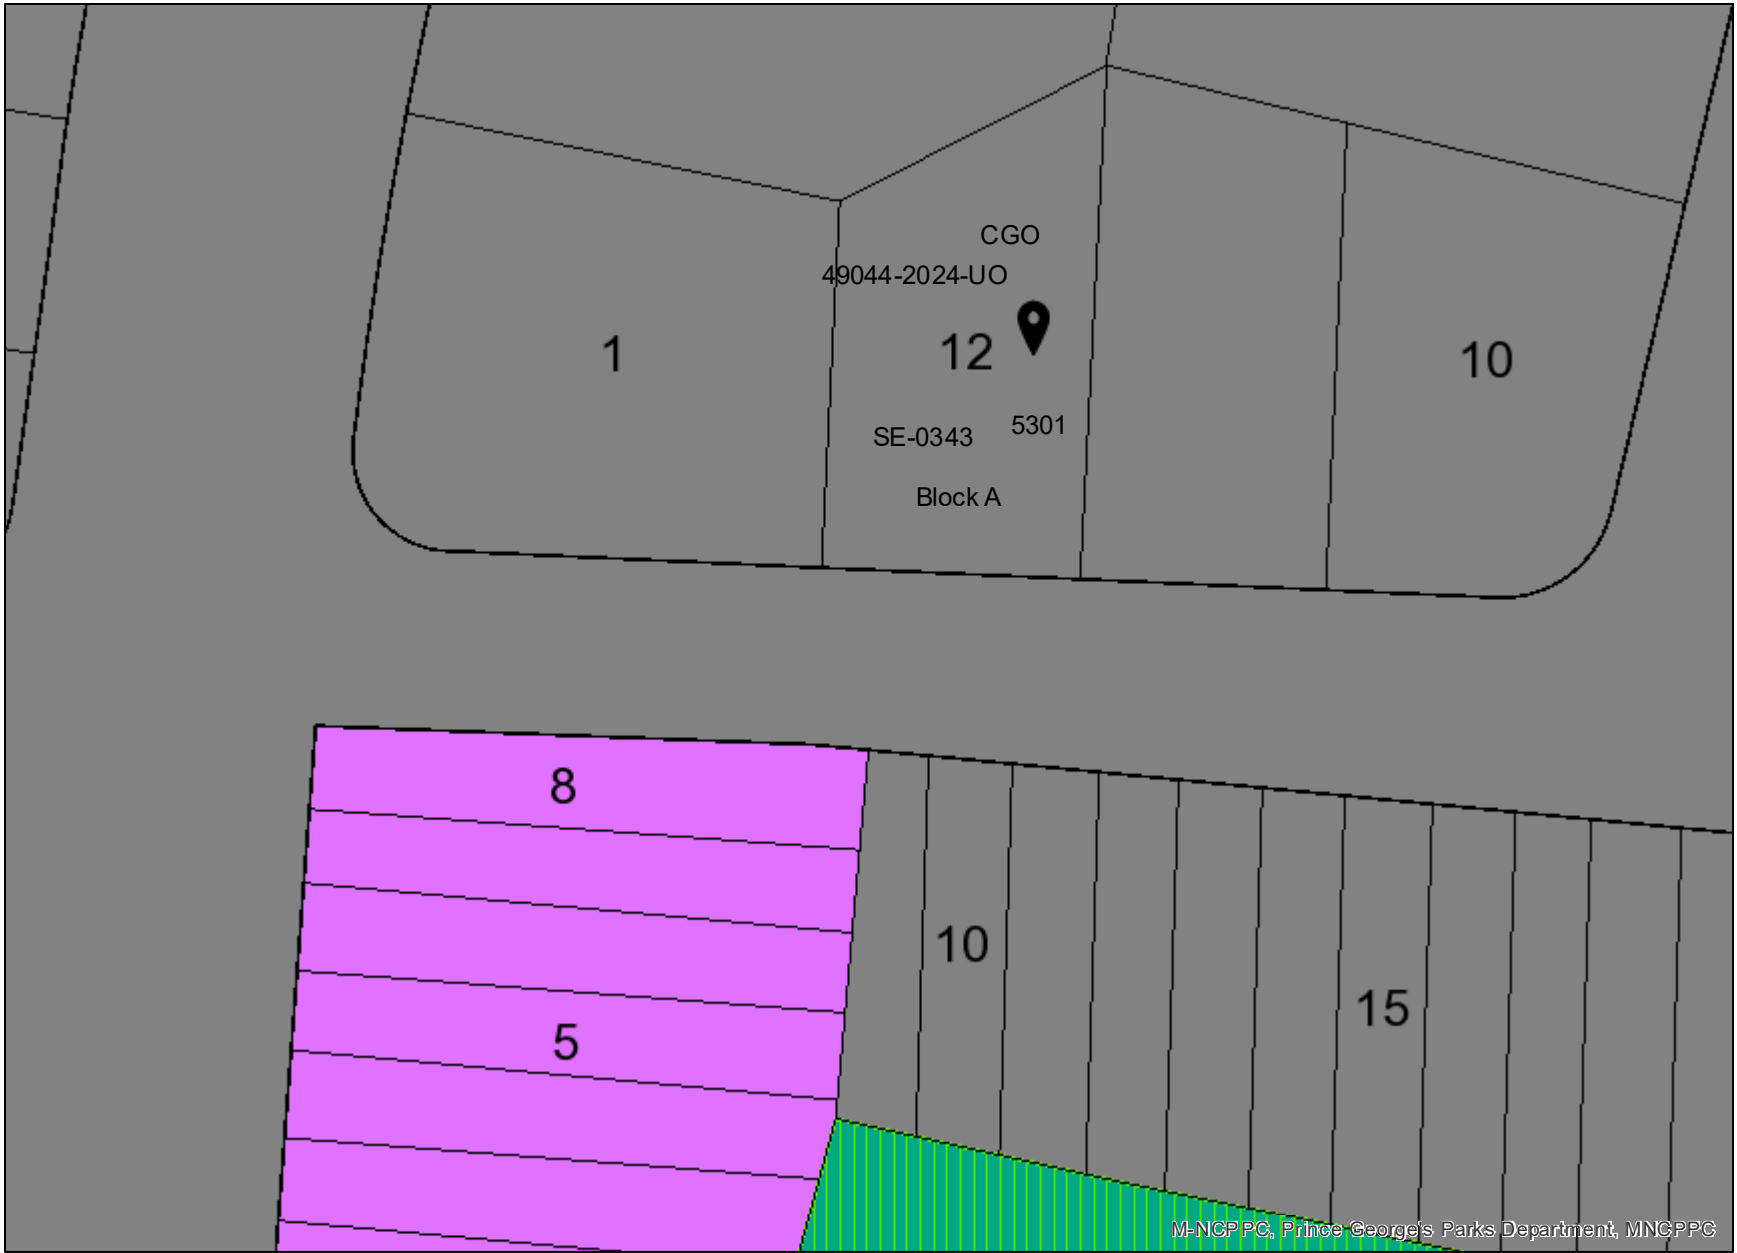 CGO
49044-2024-UO
1
12
10
SE-0343
5301
Block A
8
10
15
5
M-NCPPC, Prince George's Parks Department, MNCPPC